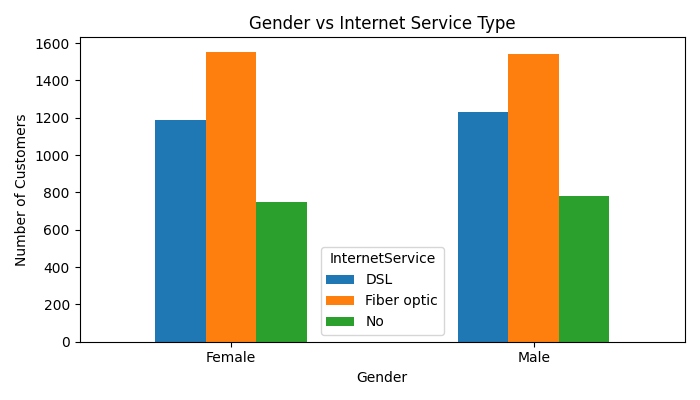 Gender vs Internet Service Type
Number of Customers
1600
1400
1200
1000
800
600
400
200
0
InternetService
DSL
Fiber optic
No
Female
Male
Gender